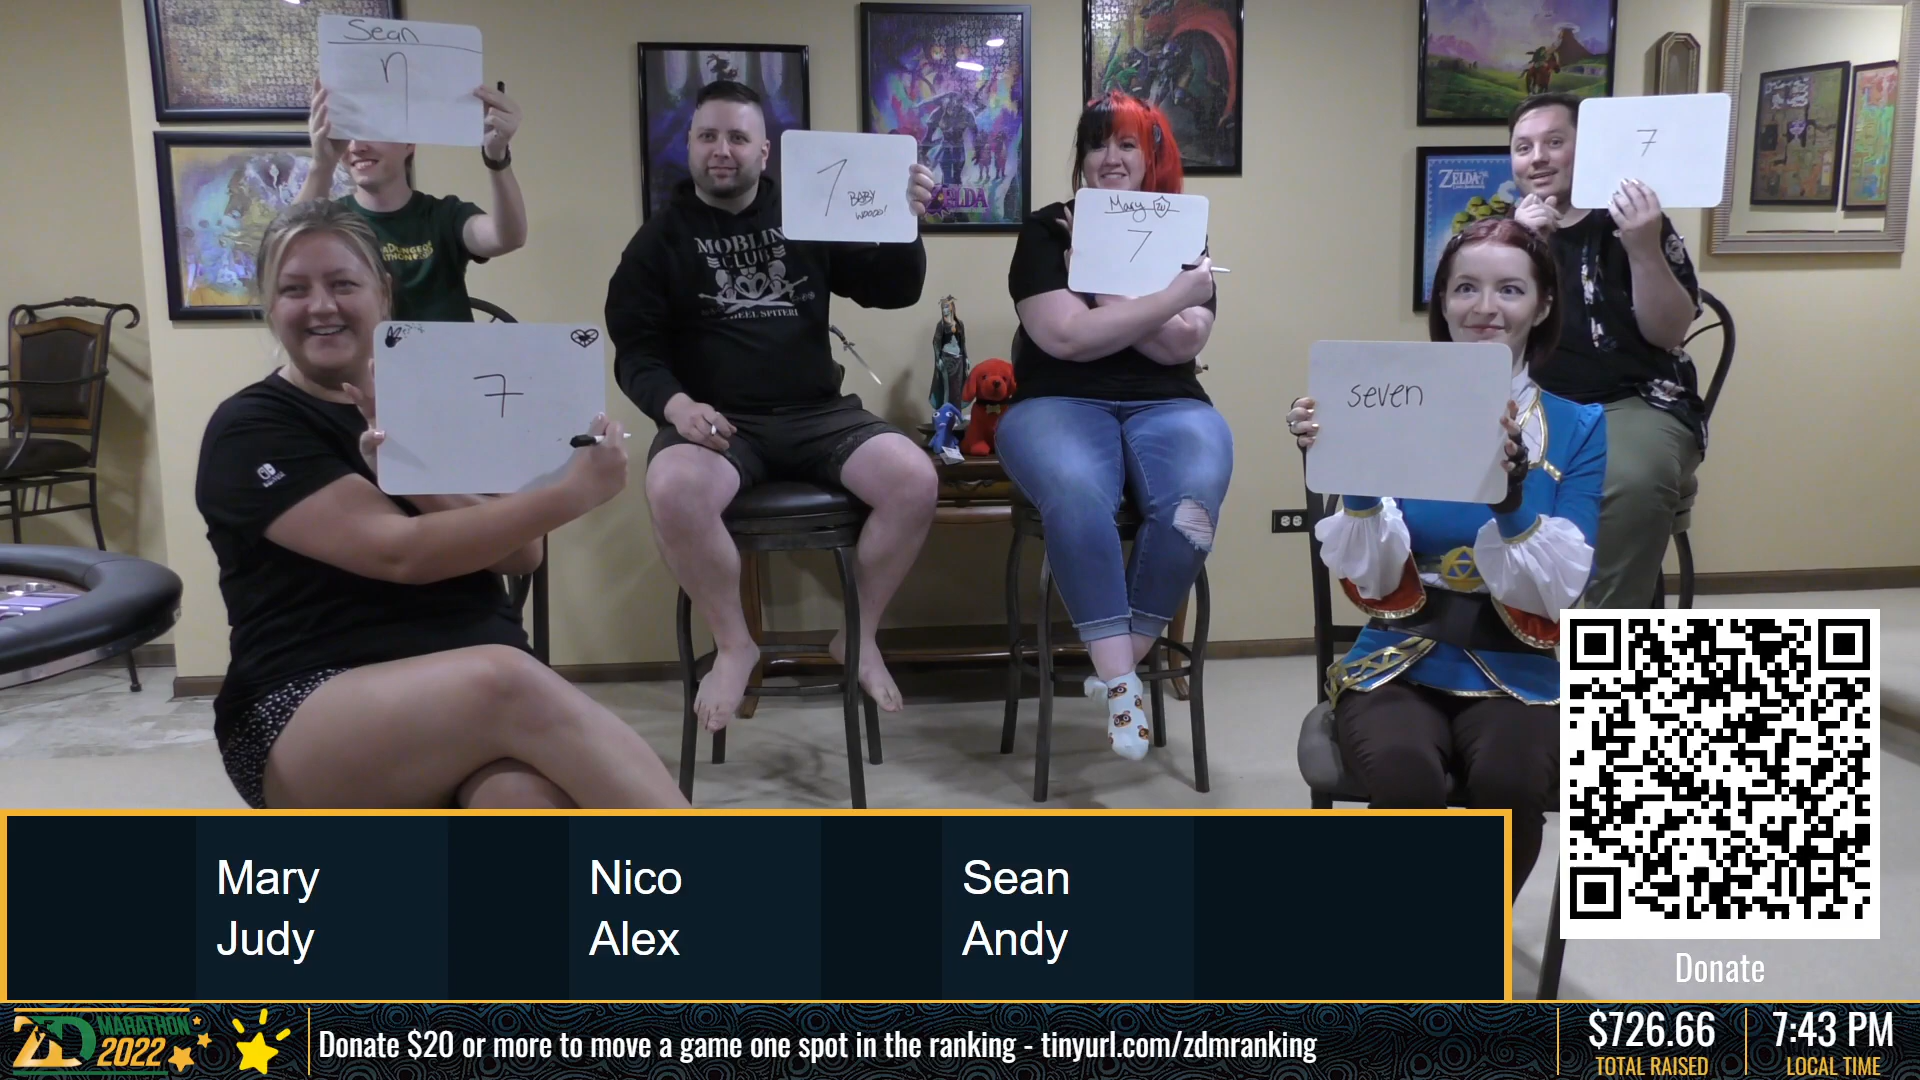 Sean
η
7
BABY
WOOO!
Mary ZU
7
7
7
seven
MOBLIN
CLUB
ZELDA
ZELDA
Mary
Judy
Nico
Alex
Sean
Andy
Donate
ZD MARATHON
2022
Donate $20 or more to move a game one spot in the ranking - tinyurl.com/zdmranking
$726.66
TOTAL RAISED
7:43 PM
LOCAL TIME